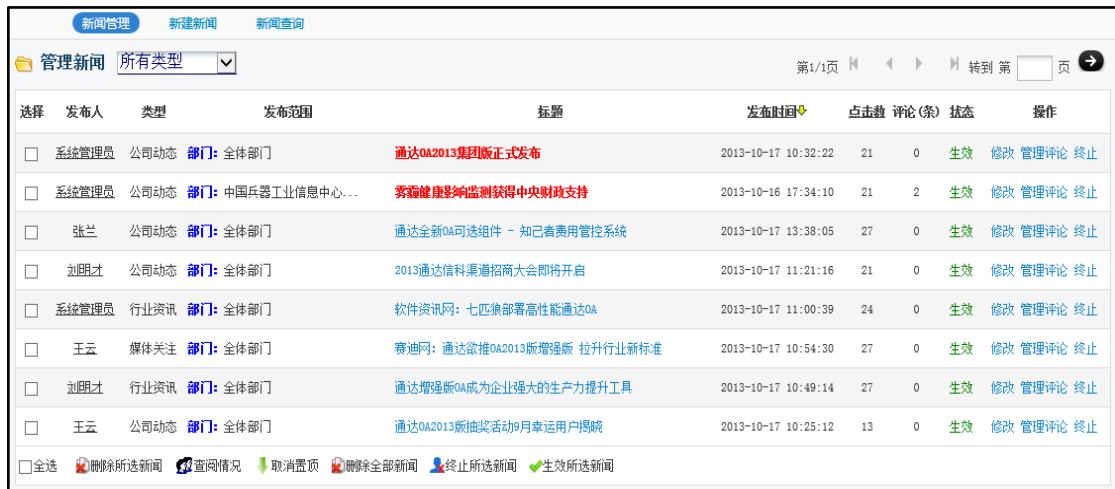 新闻管理 新建新闻 新闻查询
管理新闻 所有类型 第1/1页 转到 第 页
选择 发布人 类型 发布范围 标题 发布时间 点击数 评论(条) 状态 操作
系统管理员 公司动态 部门: 全体部门 通达OA2013集团版正式发布 2013-10-17 10:32:22 21 0 生效 修改 管理评论 终止
系统管理员 公司动态 部门: 中国兵器工业信息中心... 雾霾健康影响监测获得中央财政支持 2013-10-16 17:34:10 21 2 生效 修改 管理评论 终止
张兰 公司动态 部门: 全体部门 通达全新OA可选组件 - 知己者费用管控系统 2013-10-17 13:38:05 27 0 生效 修改 管理评论 终止
刘明才 公司动态 部门: 全体部门 2013通达信科渠道招商大会即将开启 2013-10-17 11:21:16 21 0 生效 修改 管理评论 终止
系统管理员 行业资讯 部门: 全体部门 软件资讯网: 七匹狼部署高性能通达OA 2013-10-17 11:00:39 24 0 生效 修改 管理评论 终止
王云 媒体关注 部门: 全体部门 赛迪网: 通达欲推OA2013版增强版 拉升行业新标准 2013-10-17 10:54:30 27 0 生效 修改 管理评论 终止
刘明才 行业资讯 部门: 全体部门 通达增强版OA成为企业强大的生产力提升工具 2013-10-17 10:49:14 27 0 生效 修改 管理评论 终止
王云 公司动态 部门: 全体部门 通达OA2013版抽奖活动9月幸运用户揭晓 2013-10-17 10:25:12 13 0 生效 修改 管理评论 终止
全选 删除所选新闻 查阅情况 取消置顶 删除全部新闻 终止所选新闻 生效所选新闻